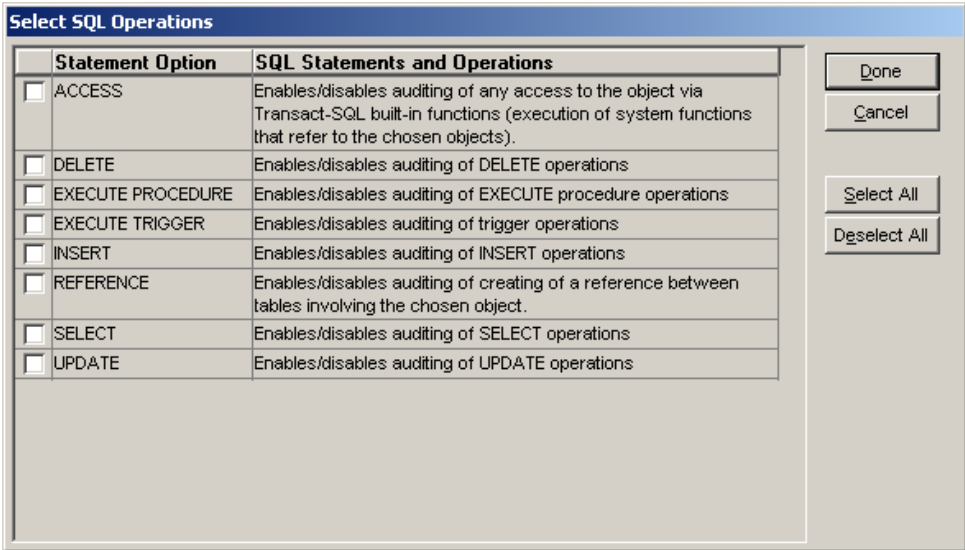 Select SQL Operations
Statement Option SQL Statements and Operations
ACCESS Enables/disables auditing of any access to the object via
Transact-SQL built-in functions (execution of system functions
that refer to the chosen objects).
DELETE Enables/disables auditing of DELETE operations
EXECUTE PROCEDURE Enables/disables auditing of EXECUTE procedure operations
EXECUTE TRIGGER Enables/disables auditing of trigger operations
INSERT Enables/disables auditing of INSERT operations
REFERENCE Enables/disables auditing of creating of a reference between
tables involving the chosen object.
SELECT Enables/disables auditing of SELECT operations
UPDATE Enables/disables auditing of UPDATE operations
Done
Cancel
Select All
Deselect All